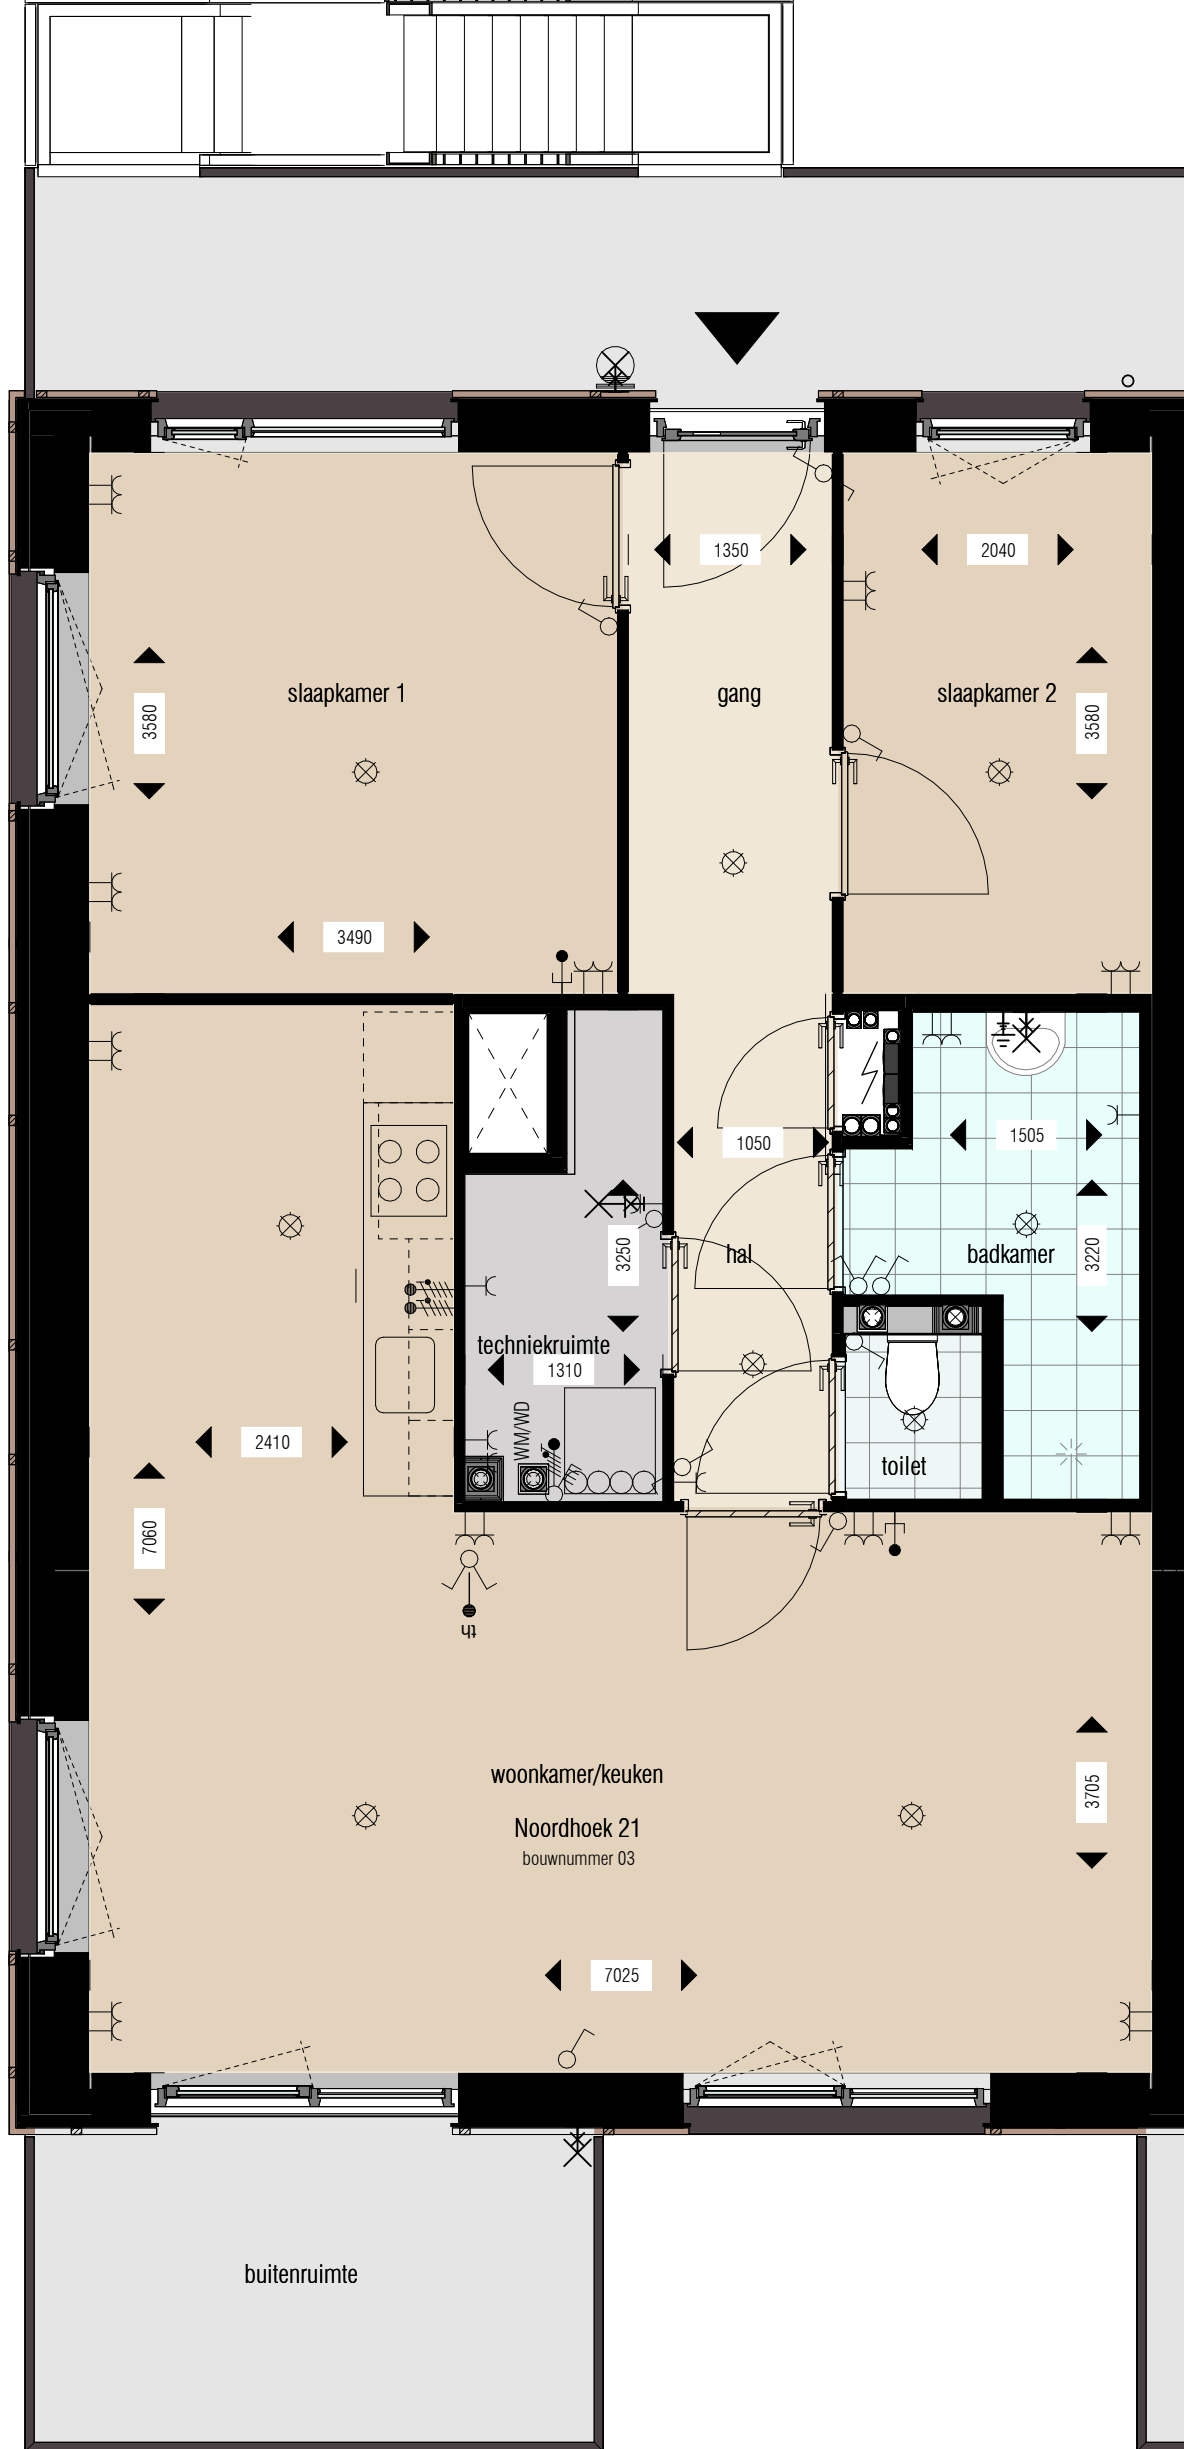 1350
2040
slaapkamer 1
gang
slaapkamer 2
3580
3580
3490
1050
1505
3250
hal
badkamer
3220
techniekruimte
1310
WM/WD
2410
toilet
7060
th
woonkamer/keuken
3705
Noordhoek 21
bouwnummer 03
7025
buitenruimte